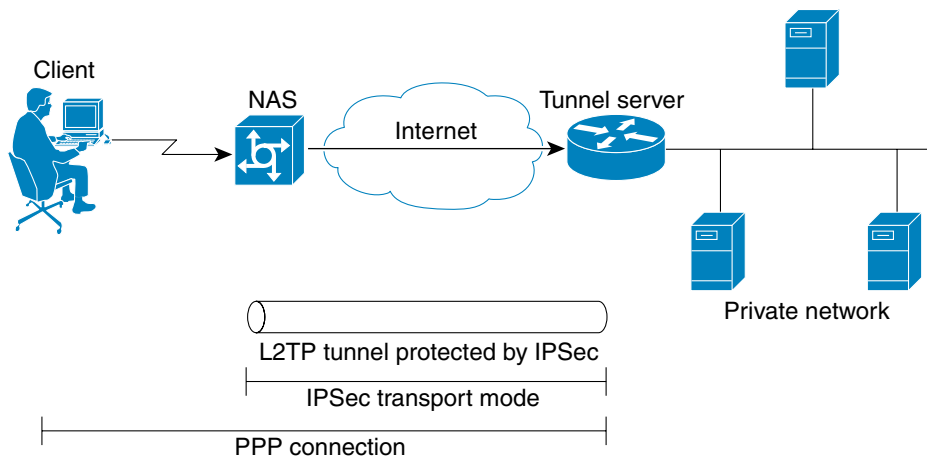 Client
NAS
Internet
Tunnel server
Private network
L2TP tunnel protected by IPSec
IPSec transport mode
PPP connection